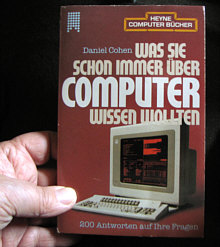 HEYNE
COMPUTER BÜCHER
Daniel Cohen
WAS SIE
SCHON IMMER ÜBER
COMPUTER
WISSEN WOLLTEN
200 Antworten auf Ihre Fragen